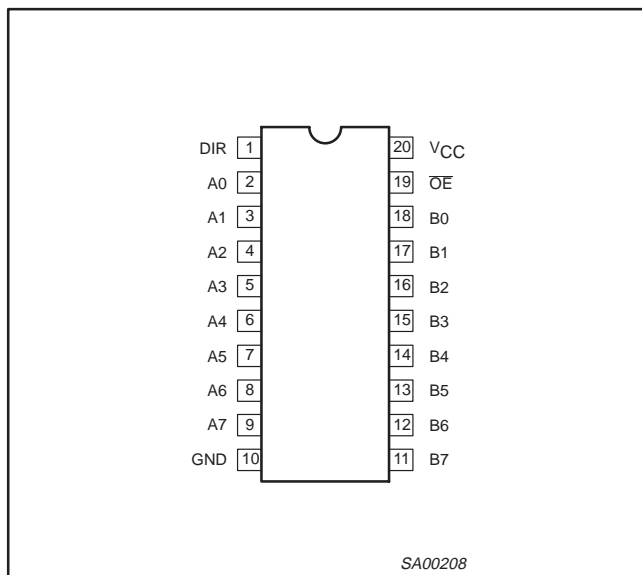 DIR 1 20 VCC
A0 2 19 O̅E̅
A1 3 18 B0
A2 4 17 B1
A3 5 16 B2
A4 6 15 B3
A5 7 14 B4
A6 8 13 B5
A7 9 12 B6
GND 10 11 B7
SA00208